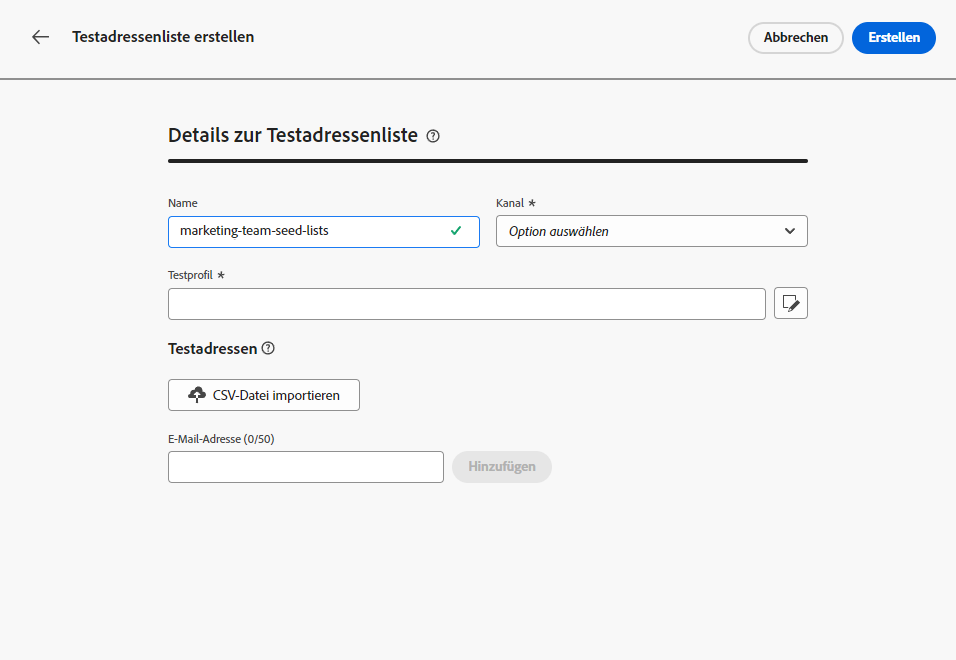 Testadressenliste erstellen
Abbrechen
Erstellen
Details zur Testadressenliste
Name
Kanal *
marketing-team-seed-lists
Option auswählen
Testprofil *
Testadressen
CSV-Datei importieren
E-Mail-Adresse (0/50)
Hinzufügen